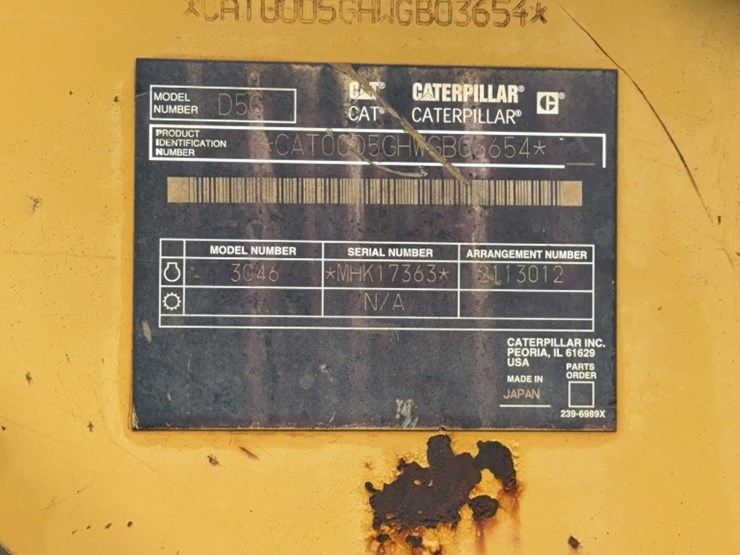 *CAT00D5GHWGB03654*
CAT® CATERPILLAR® C
MODEL NUMBER D5G
CAT® CATERPILLAR®
PRODUCT IDENTIFICATION NUMBER *CAT00D5GHWGB03654*
MODEL NUMBER SERIAL NUMBER ARRANGEMENT NUMBER
3046 *MHK17363* 2113012
N/A
CATERPILLAR INC.
PEORIA, IL 61629
USA
PARTS ORDER
MADE IN
JAPAN
239-6989X